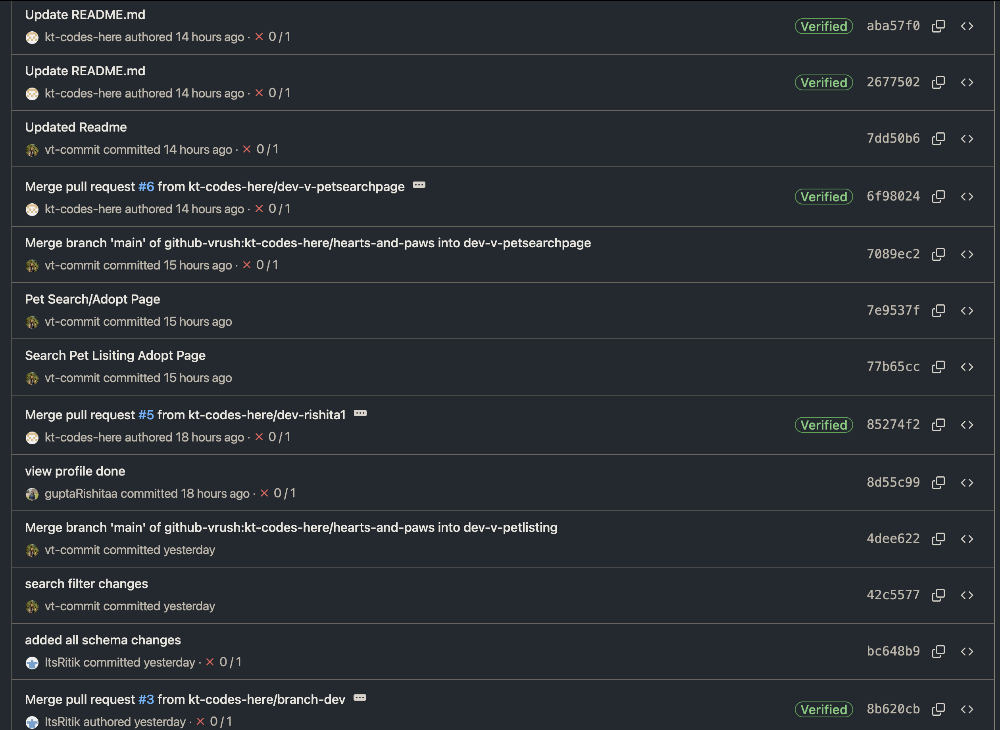 Update README.md
Verified aba57f0
kt-codes-here authored 14 hours ago · 0/1
Update README.md
Verified 2677502
kt-codes-here authored 14 hours ago · 0/1
Updated Readme
7dd50b6
vt-commit committed 14 hours ago · 0/1
Merge pull request #6 from kt-codes-here/dev-v-petsearchpage
Verified 6f98024
kt-codes-here authored 14 hours ago · 0/1
Merge branch 'main' of github-vrush:kt-codes-here/hearts-and-paws into dev-v-petsearchpage
7089ec2
vt-commit committed 15 hours ago · 0/1
Pet Search/Adopt Page
7e9537f
vt-commit committed 15 hours ago
Search Pet Lisiting Adopt Page
77b65cc
vt-commit committed 15 hours ago
Merge pull request #5 from kt-codes-here/dev-rishita1
Verified 85274f2
kt-codes-here authored 18 hours ago · 0/1
view profile done
8d55c99
guptaRishitaa committed 18 hours ago · 0/1
Merge branch 'main' of github-vrush:kt-codes-here/hearts-and-paws into dev-v-petlisting
4dee622
vt-commit committed yesterday
search filter changes
42c5577
vt-commit committed yesterday
added all schema changes
bc648b9
ItsRitik committed yesterday · 0/1
Merge pull request #3 from kt-codes-here/branch-dev
Verified 8b620cb
ItsRitik authored yesterday · 0/1